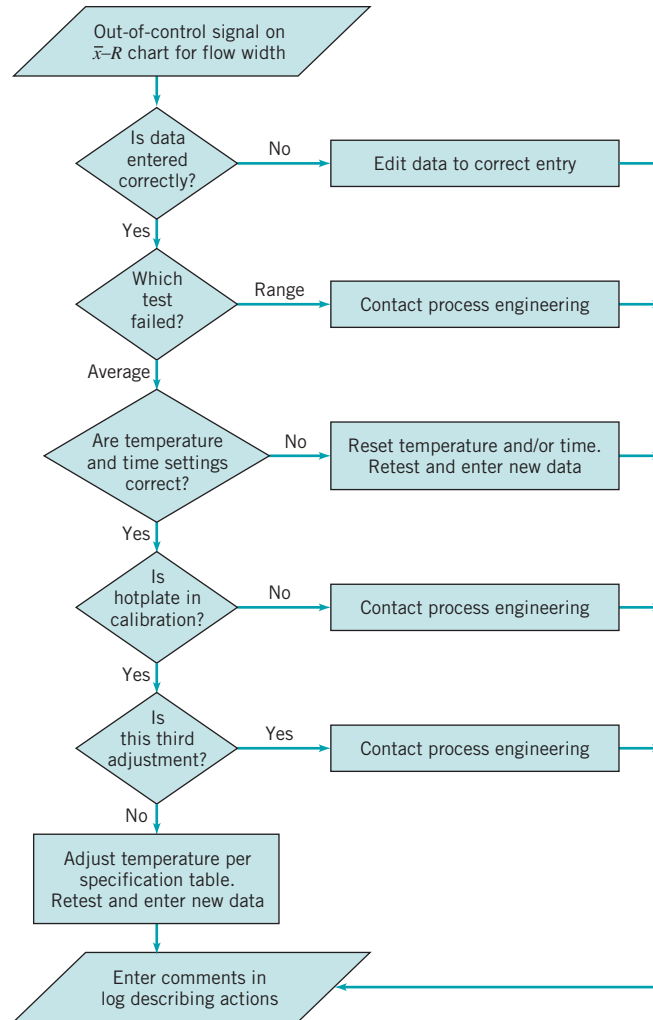 Out-of-control signal on
x̄–R chart for flow width
Is data
entered
correctly?
No
Edit data to correct entry
Yes
Which
test
failed?
Range
Contact process engineering
Average
Are temperature
and time settings
correct?
No
Reset temperature and/or time.
Retest and enter new data
Yes
Is
hotplate in
calibration?
No
Contact process engineering
Yes
Is
this third
adjustment?
Yes
Contact process engineering
No
Adjust temperature per
specification table.
Retest and enter new data
Enter comments in
log describing actions